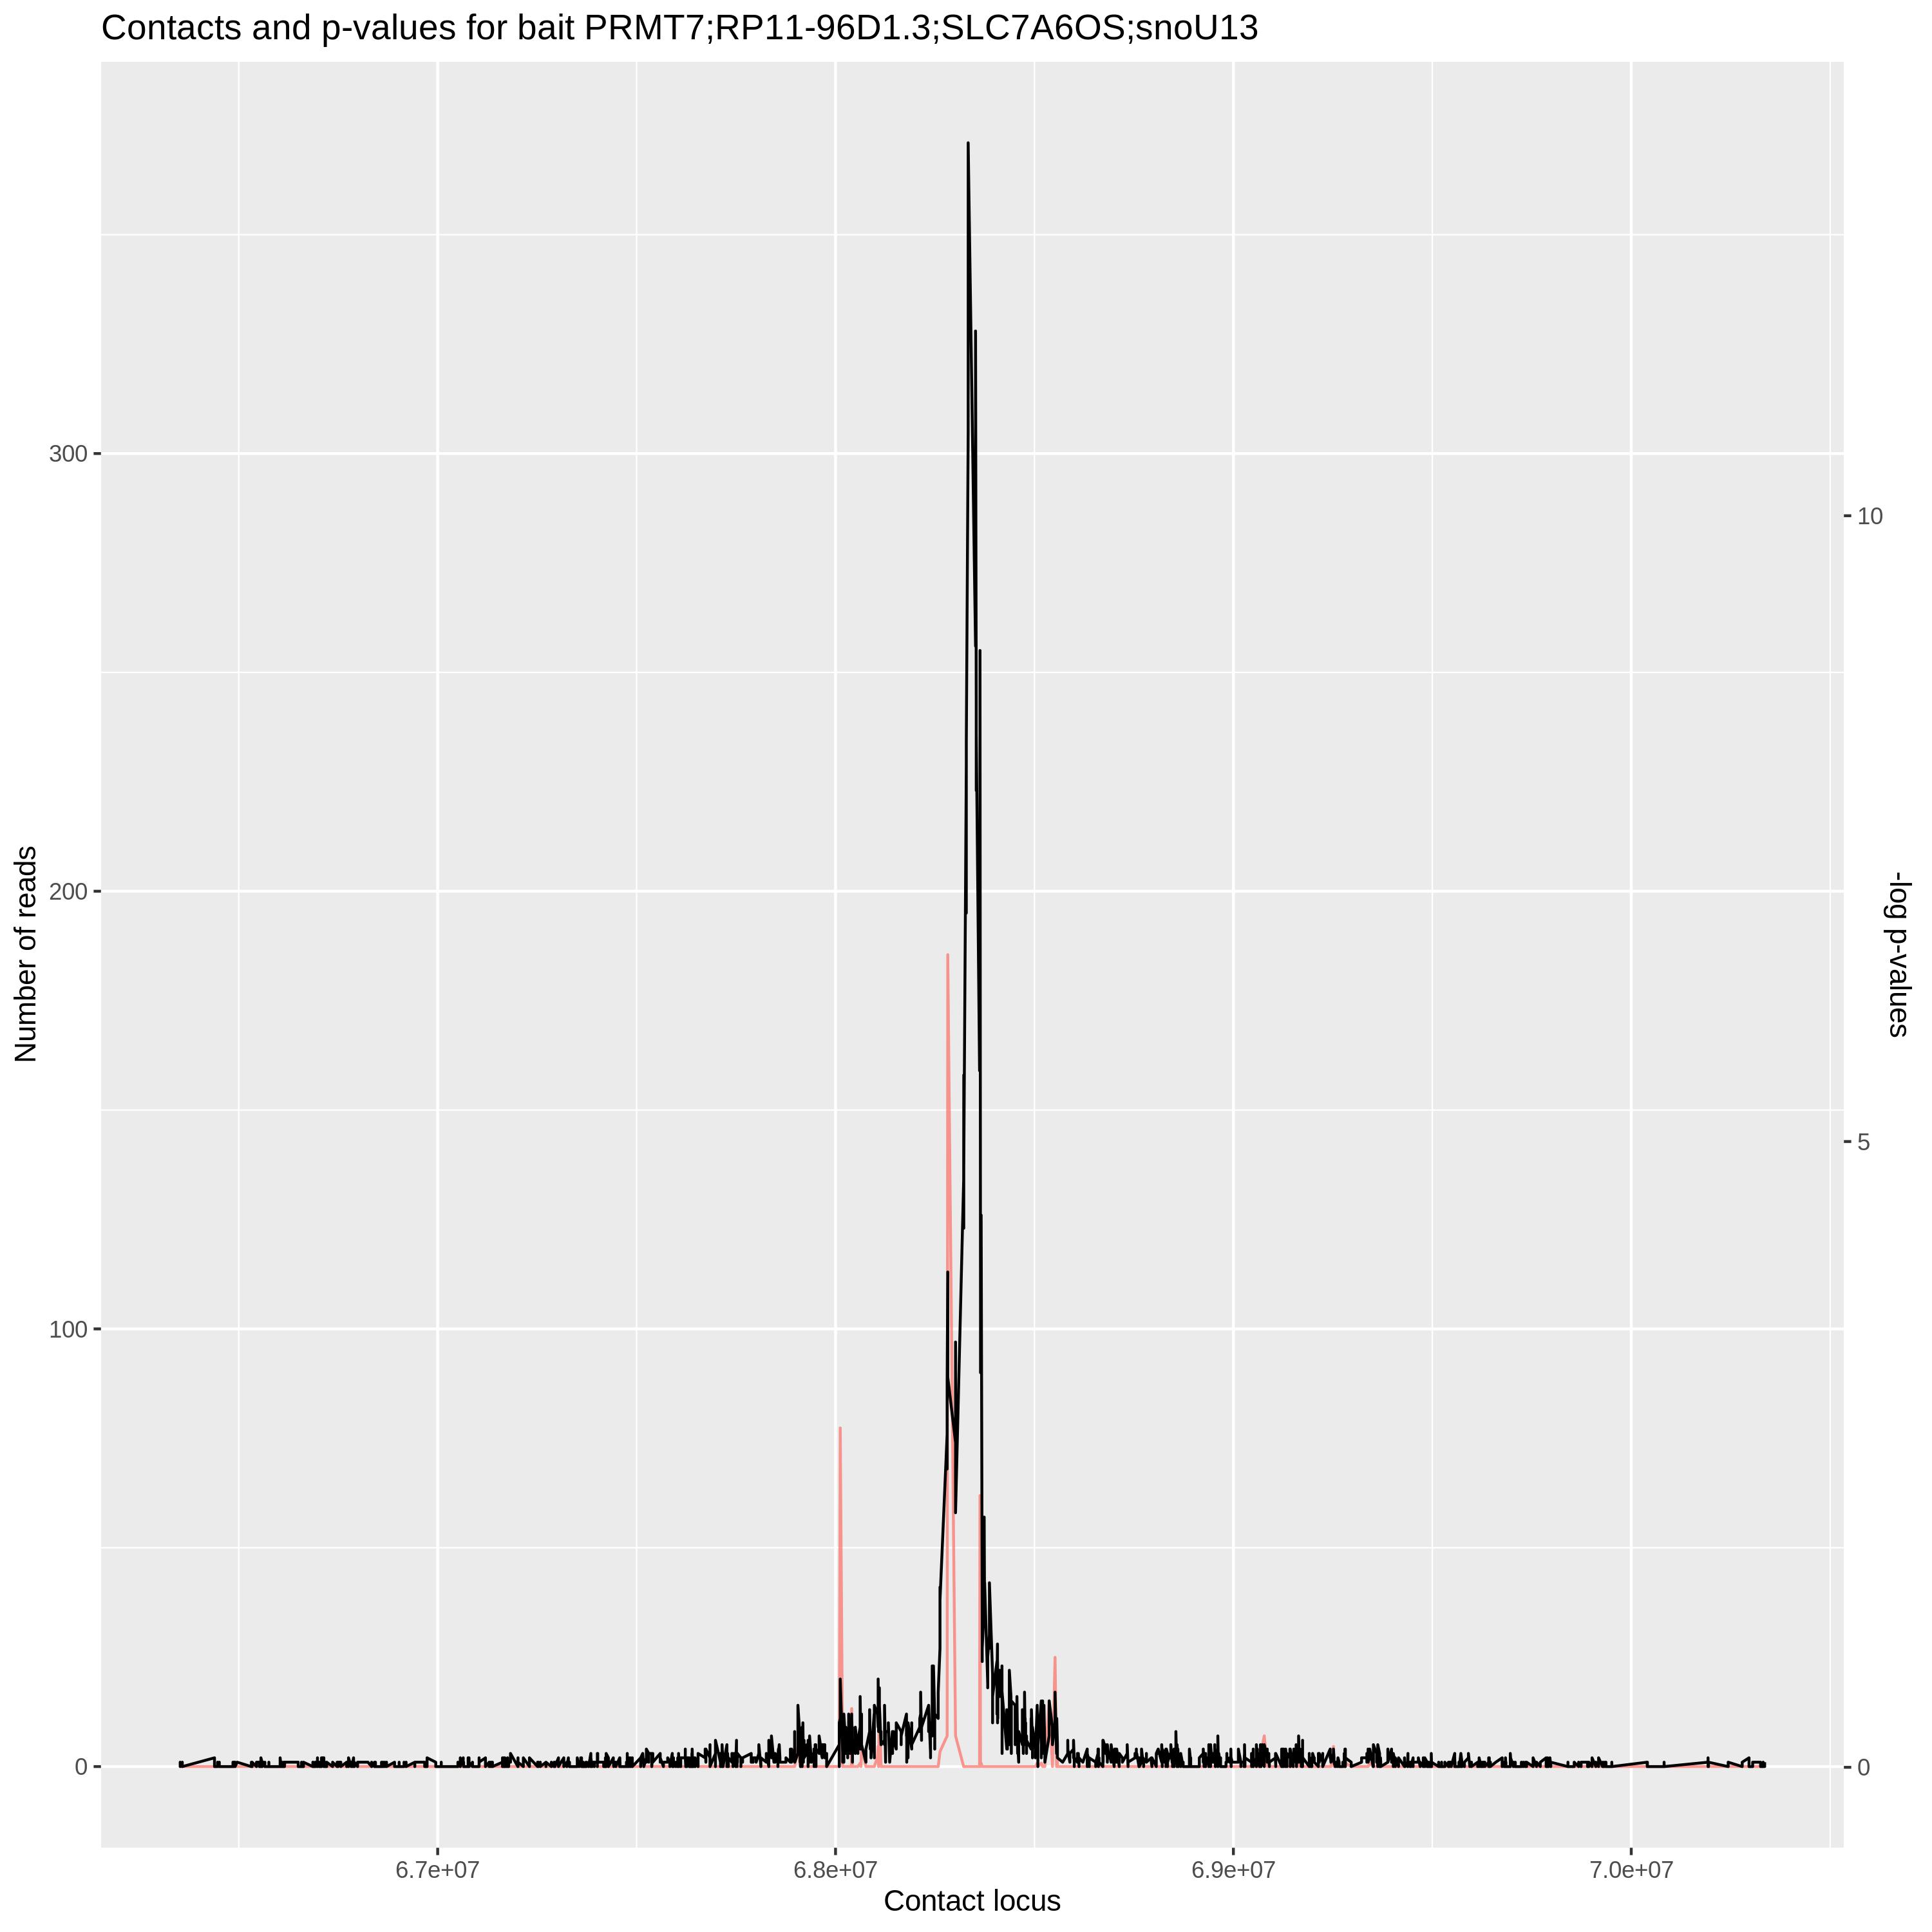 Contacts and p-values for bait PRMT7;RP11-96D1.3;SLC7A6OS;snoU13
Number of reads
300
200
100
0
10
5
0
-log p-values
6.7e+07 6.8e+07 6.9e+07 7.0e+07
Contact locus